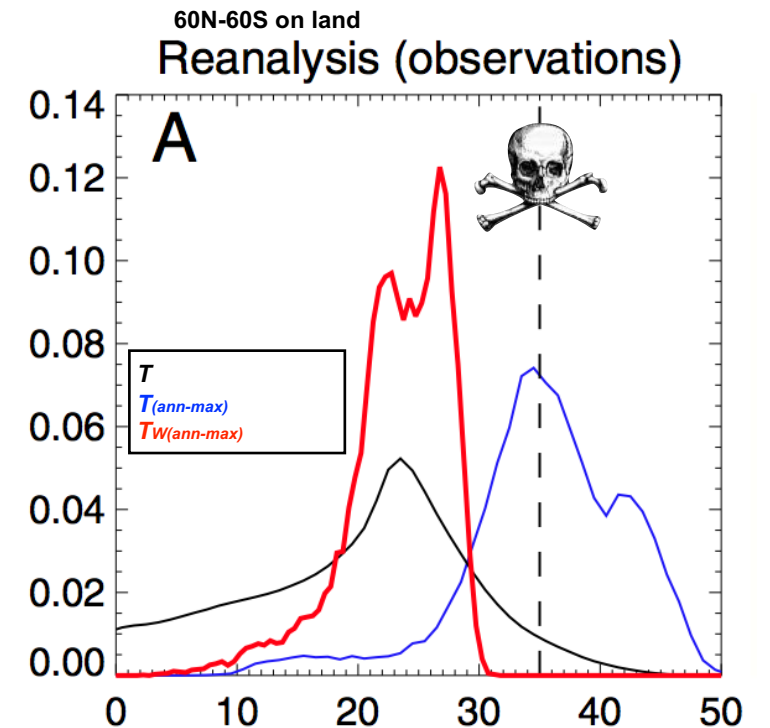 60N-60S on land
Reanalysis (observations)
A
0.14
0.12
0.10
0.08
0.06
0.04
0.02
0.00
T
T(ann-max)
TW(ann-max)
0 10 20 30 40 50